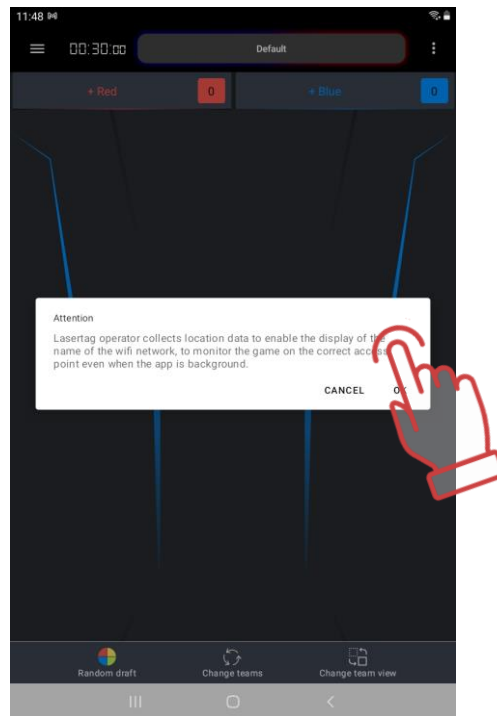 11:48
00:30:00
Default
+ Red
0
+ Blue
0
Attention
Lasertag operator collects location data to enable the display of the
name of the wifi network, to monitor the game on the correct access
point even when the app is background.
CANCEL
OK
Random draft
Change teams
Change team view